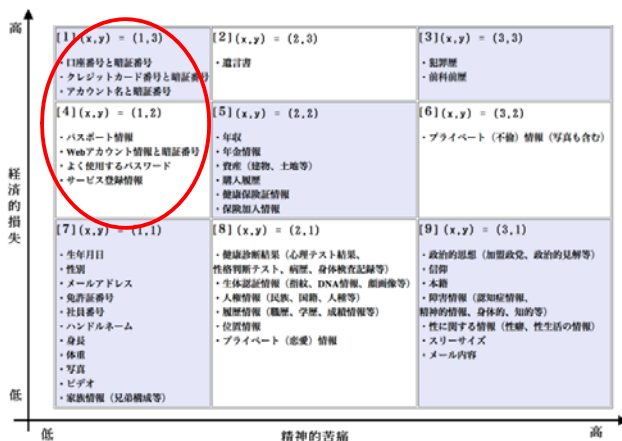 高
[1](x,y) = (1,3)
・口座番号と暗証番号
・クレジットカード番号と暗証番号
・アカウント名と暗証番号
[2](x,y) = (2,3)
・遺言書
[3](x,y) = (3,3)
・犯罪歴
・前科前歴
[4](x,y) = (1,2)
・パスポート情報
・Webアカウント情報と暗証番号
・よく使用するパスワード
・サービス登録情報
[5](x,y) = (2,2)
・年収
・年金情報
・資産（建物、土地等）
・購入履歴
・健康保険証情報
・保険加入情報
[6](x,y) = (3,2)
・プライベート（不倫）情報（写真も含む）
経済的損失
[7](x,y) = (1,1)
・生年月日
・性別
・メールアドレス
・免許証番号
・社員番号
・ハンドルネーム
・身長
・体重
・写真
・ビデオ
・家族情報（兄弟構成等）
[8](x,y) = (2,1)
・健康診断結果（心理テスト結果、
性格判断テスト、病歴、身体検査記録等）
・生体認証情報（指紋、DNA情報、顔画像等）
・人権情報（民族、国籍、人種等）
・履歴情報（職歴、学歴、成績情報等）
・位置情報
・プライベート（恋愛）情報
[9](x,y) = (3,1)
・政治的思想（加盟政党、政治的見解等）
・信仰
・本籍
・障害情報（認知症情報、
精神的情報、身体的、知的等）
・性に関する情報（性癖、性生活の情報）
・スリーサイズ
・メール内容
低
低
精神的苦痛
高